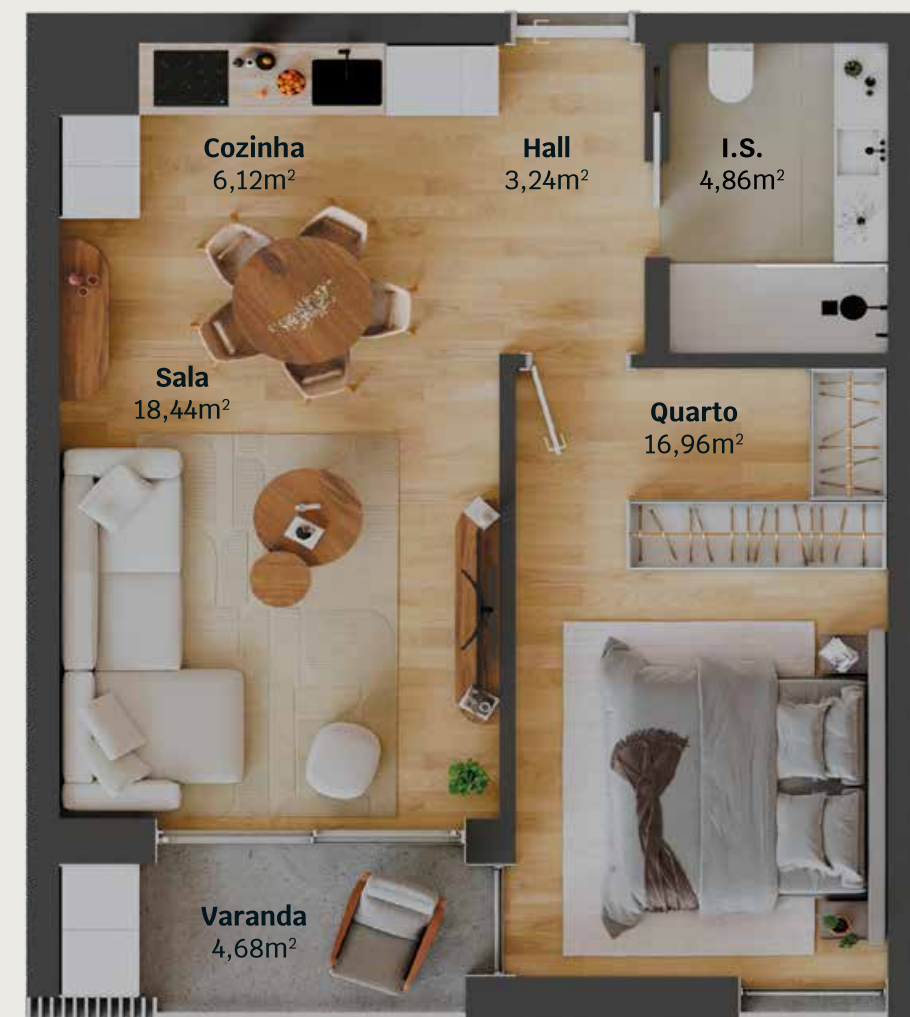 Cozinha
6,12m²
Hall
3,24m²
I.S.
4,86m²
Sala
18,44m²
Quarto
16,96m²
Varanda
4,68m²